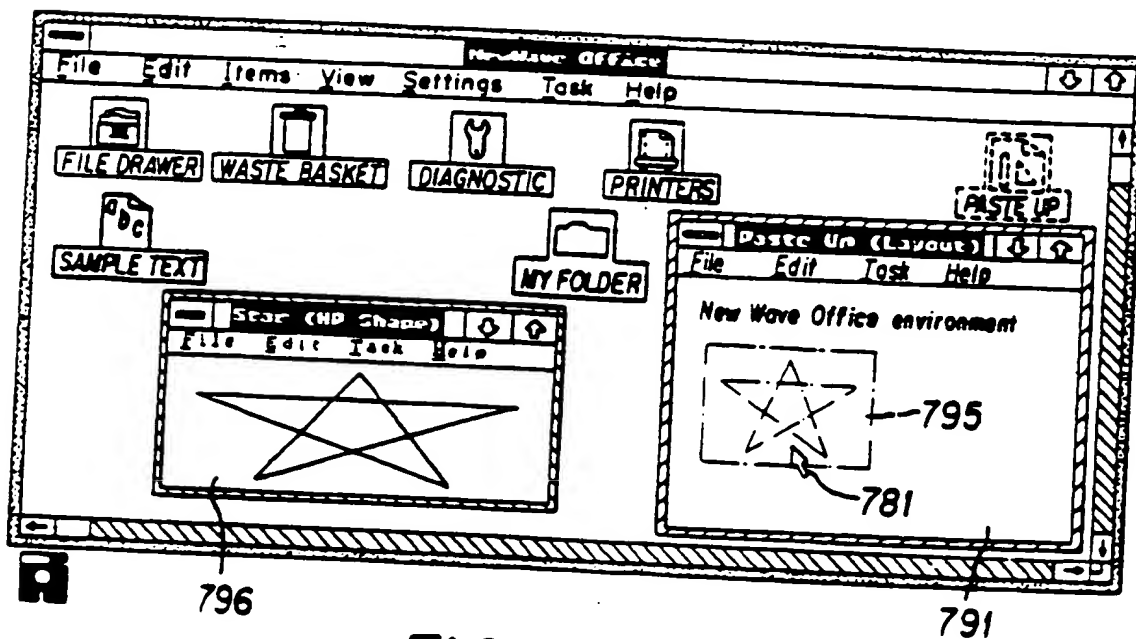 NewWave Office
File Edit Items View Settings Task Help
FILE DRAWER WASTE BASKET DIAGNOSTIC PRINTERS PASTE UP
abc
SAMPLE TEXT MY FOLDER
Paste Up (Layout)
File Edit Task Help
New Wave Office environment
Star (HP Shape)
File Edit Task Help
795
781
796
791